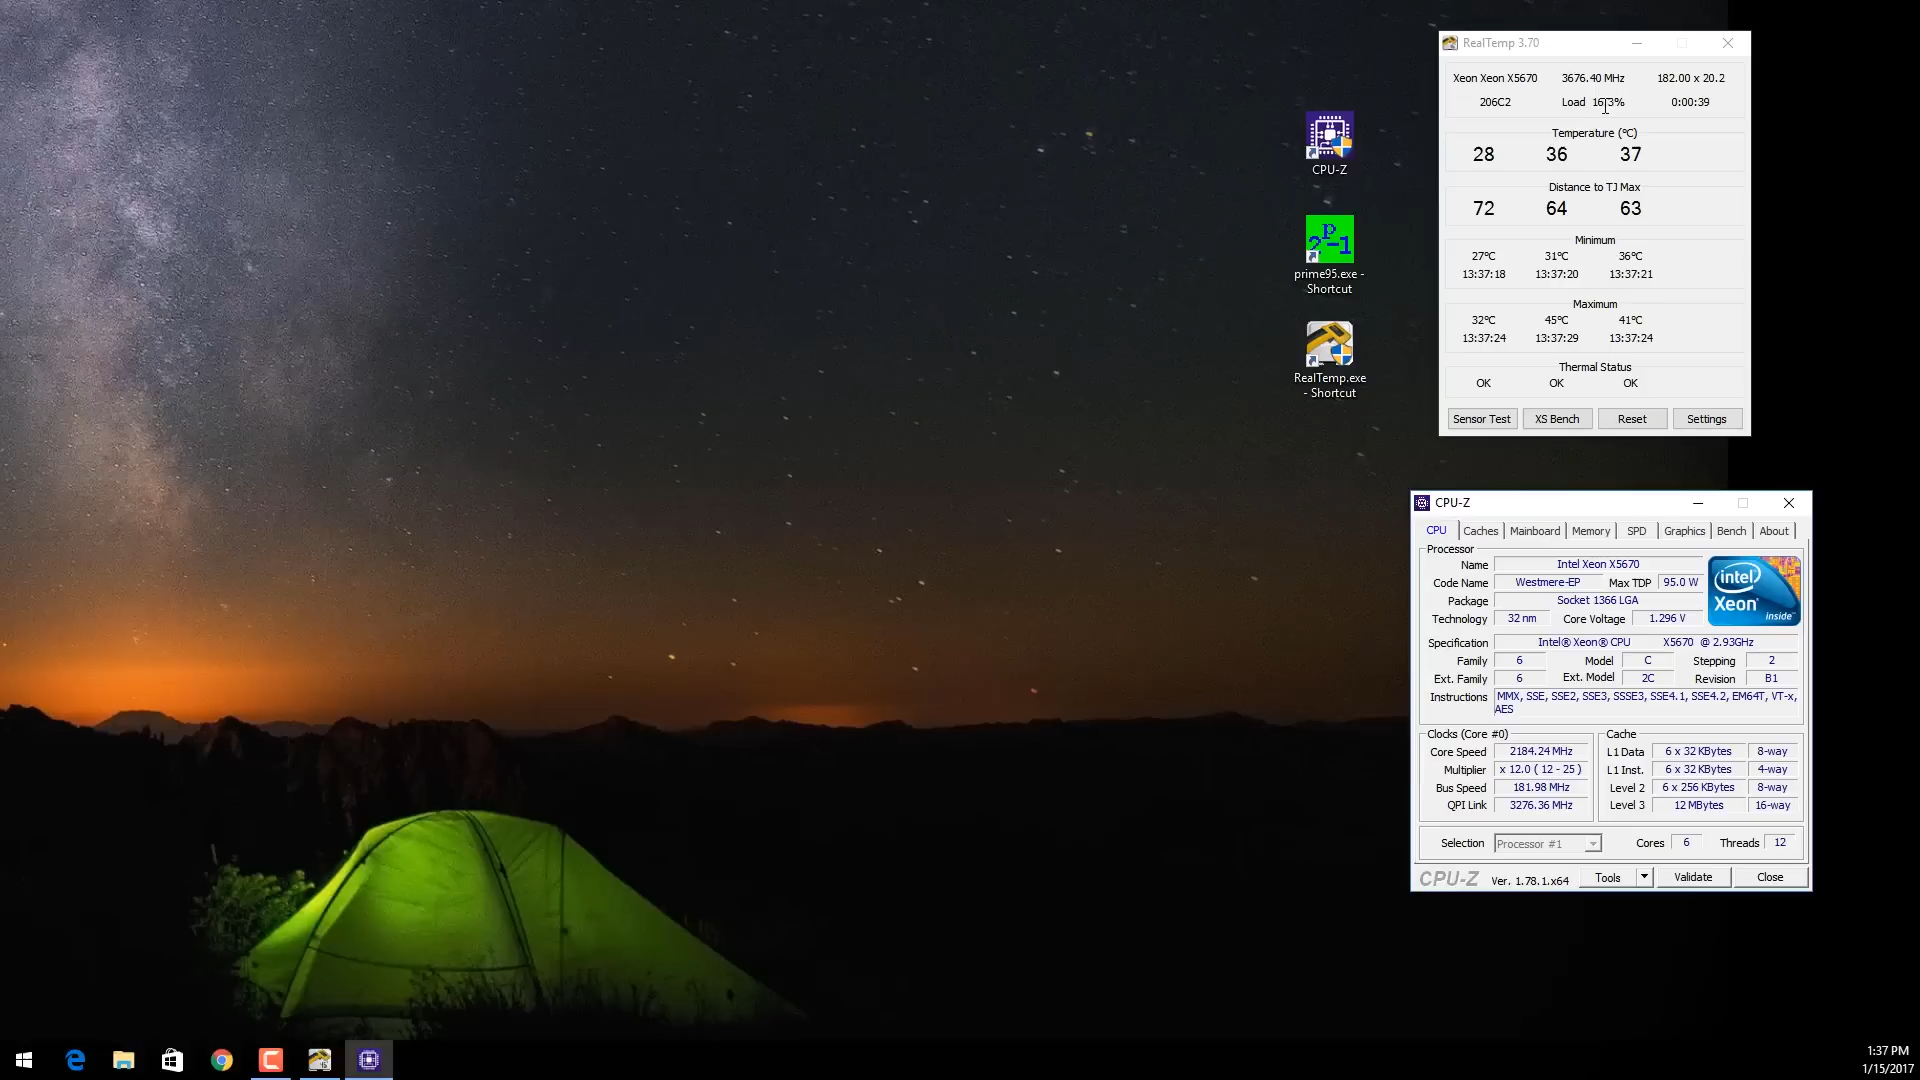 RealTemp 3.70
Xeon Xeon X5670 3676.40 MHz 182.00 x 20.2
206C2 Load 16.3% 0:00:39
Temperature (°C)
28 36 37
Distance to TJ Max
72 64 63
Minimum
27°C 31°C 36°C
13:37:18 13:37:20 13:37:21
Maximum
32°C 45°C 41°C
13:37:24 13:37:29 13:37:24
Thermal Status
OK OK OK
Sensor Test XS Bench Reset Settings
CPU-Z
2^P-1
prime95.exe -
Shortcut
RealTemp.exe
- Shortcut
CPU-Z
CPU Caches Mainboard Memory SPD Graphics Bench About
Processor
Name Intel Xeon X5670
Code Name Westmere-EP Max TDP 95.0 W
Package Socket 1366 LGA
Technology 32 nm Core Voltage 1.296 V
intel
Xeon
inside™
Specification Intel® Xeon® CPU X5670 @ 2.93GHz
Family 6 Model C Stepping 2
Ext. Family 6 Ext. Model 2C Revision B1
Instructions MMX, SSE, SSE2, SSE3, SSSE3, SSE4.1, SSE4.2, EM64T, VT-x,
AES
Clocks (Core #0)
Core Speed 2184.24 MHz
Multiplier x 12.0 ( 12 - 25 )
Bus Speed 181.98 MHz
QPI Link 3276.36 MHz
Cache
L1 Data 6 x 32 KBytes 8-way
L1 Inst. 6 x 32 KBytes 4-way
Level 2 6 x 256 KBytes 8-way
Level 3 12 MBytes 16-way
Selection Processor #1 Cores 6 Threads 12
CPU-Z Ver. 1.78.1.x64 Tools Validate Close
1:37 PM
1/15/2017